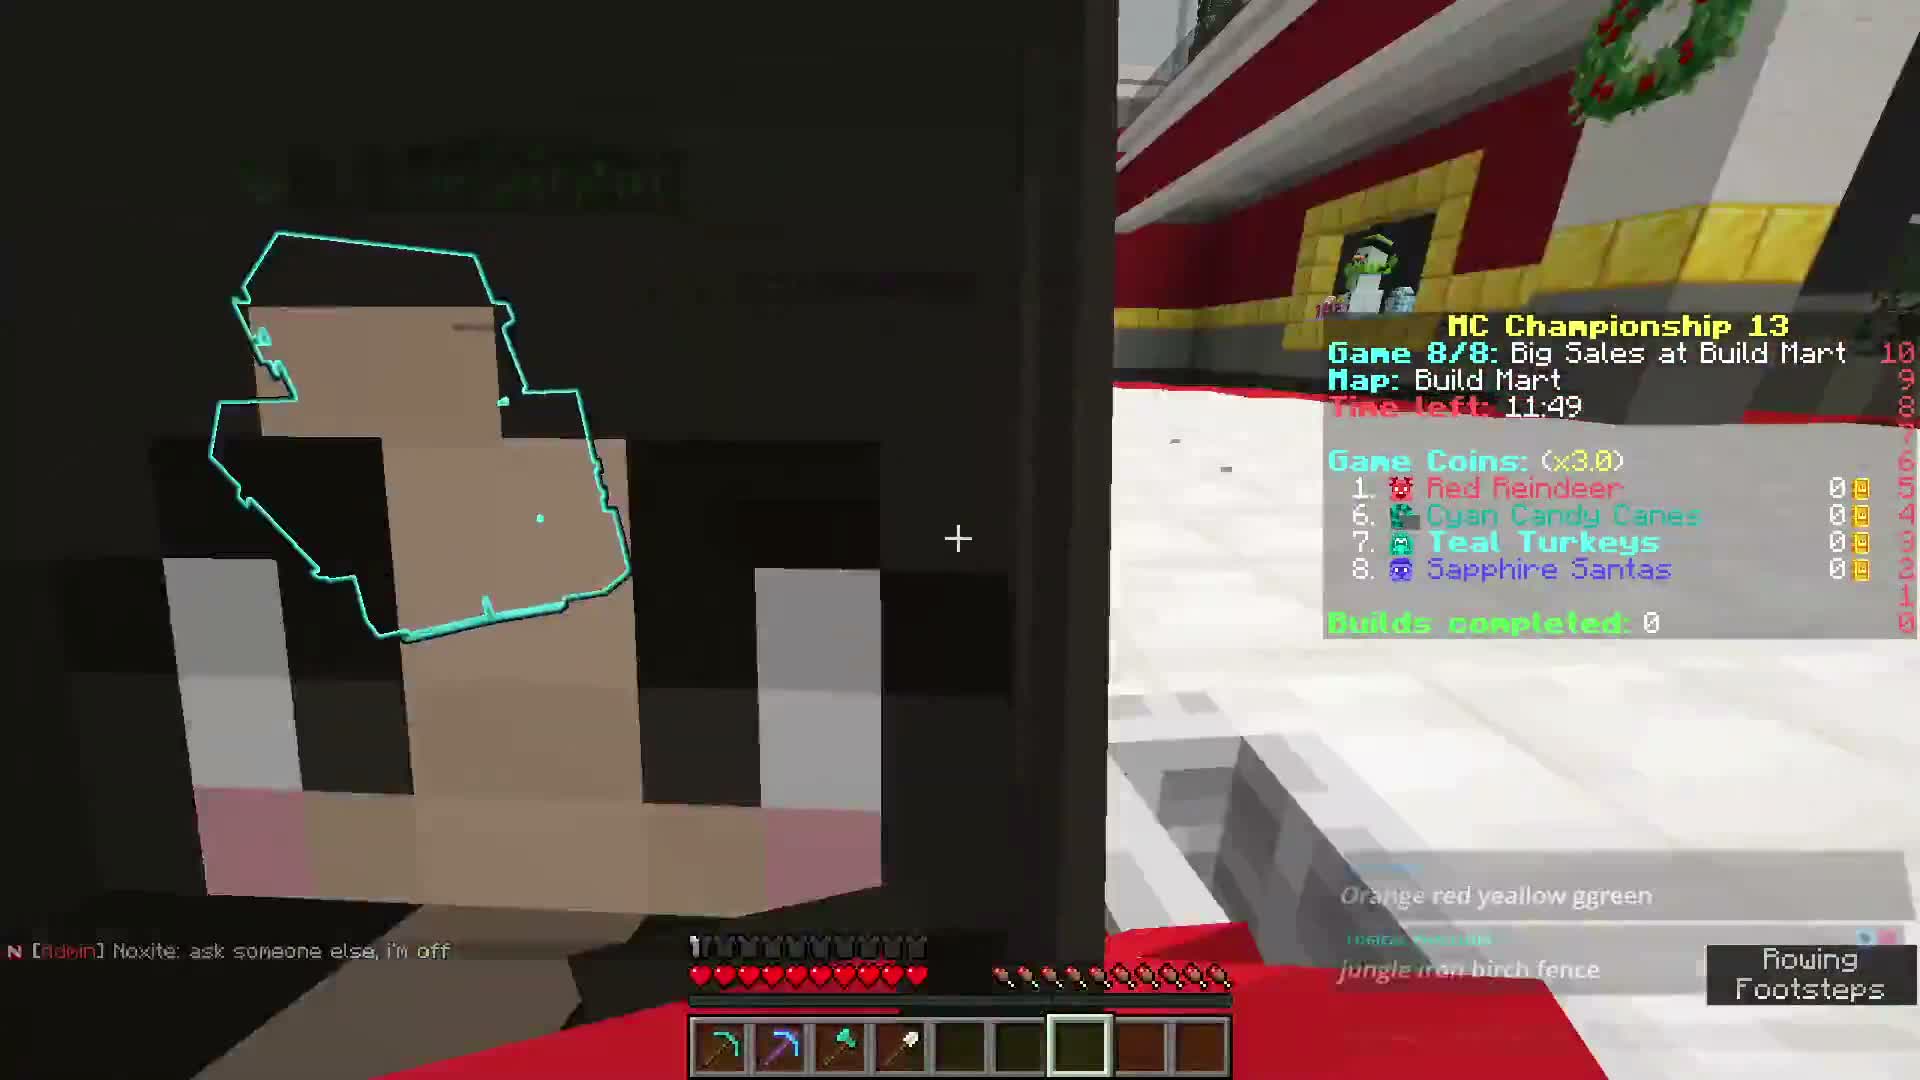 MC Championship 13
Game 8/8: Big Sales at Build Mart 10
Map: Build Mart 9
Time left: 11:49 8
7
Game Coins: (x3.0) 6
1. Red Reindeer 0 5
6. Cyan Candy Canes 0 4
7. Teal Turkeys 0 3
8. Sapphire Santas 0 2
1
Builds completed: 0 0
Orange red yeallow ggreen
jungle iron birch fence
N [Admin] Noxite: ask someone else, i'm off
Rowing
Footsteps